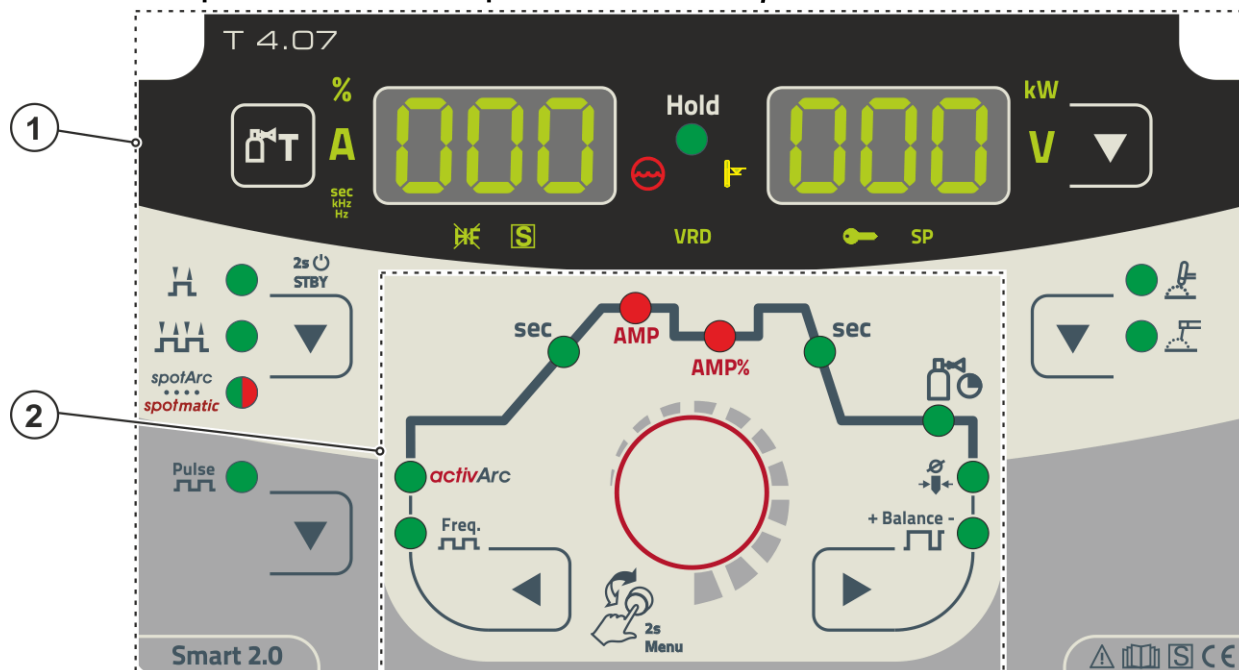 T 4.07
%
A
sec
kHz
Hz
000
Hold
000
kW
V
T
HF
S
VRD
SP
1
2s
STBY
spotArc
spotmatic
2
Pulse
sec
AMP
AMP%
sec
activArc
Freq.
+ Balance -
2s
Menu
Smart 2.0
S CE